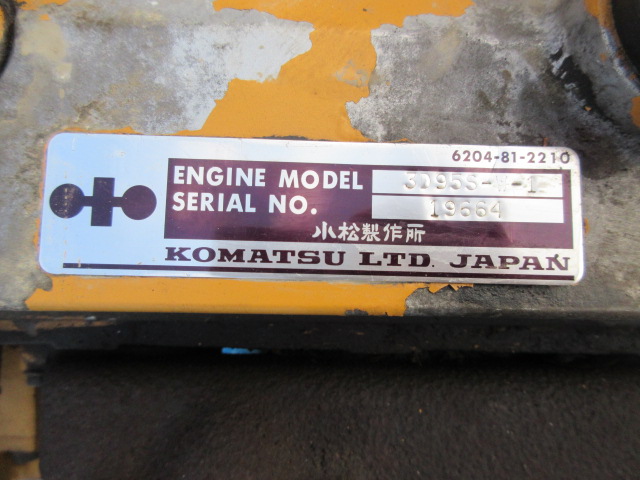 6204-81-2210
ENGINE MODEL 3D95S-W-1
SERIAL NO. 19664
小松製作所
KOMATSU LTD. JAPAN